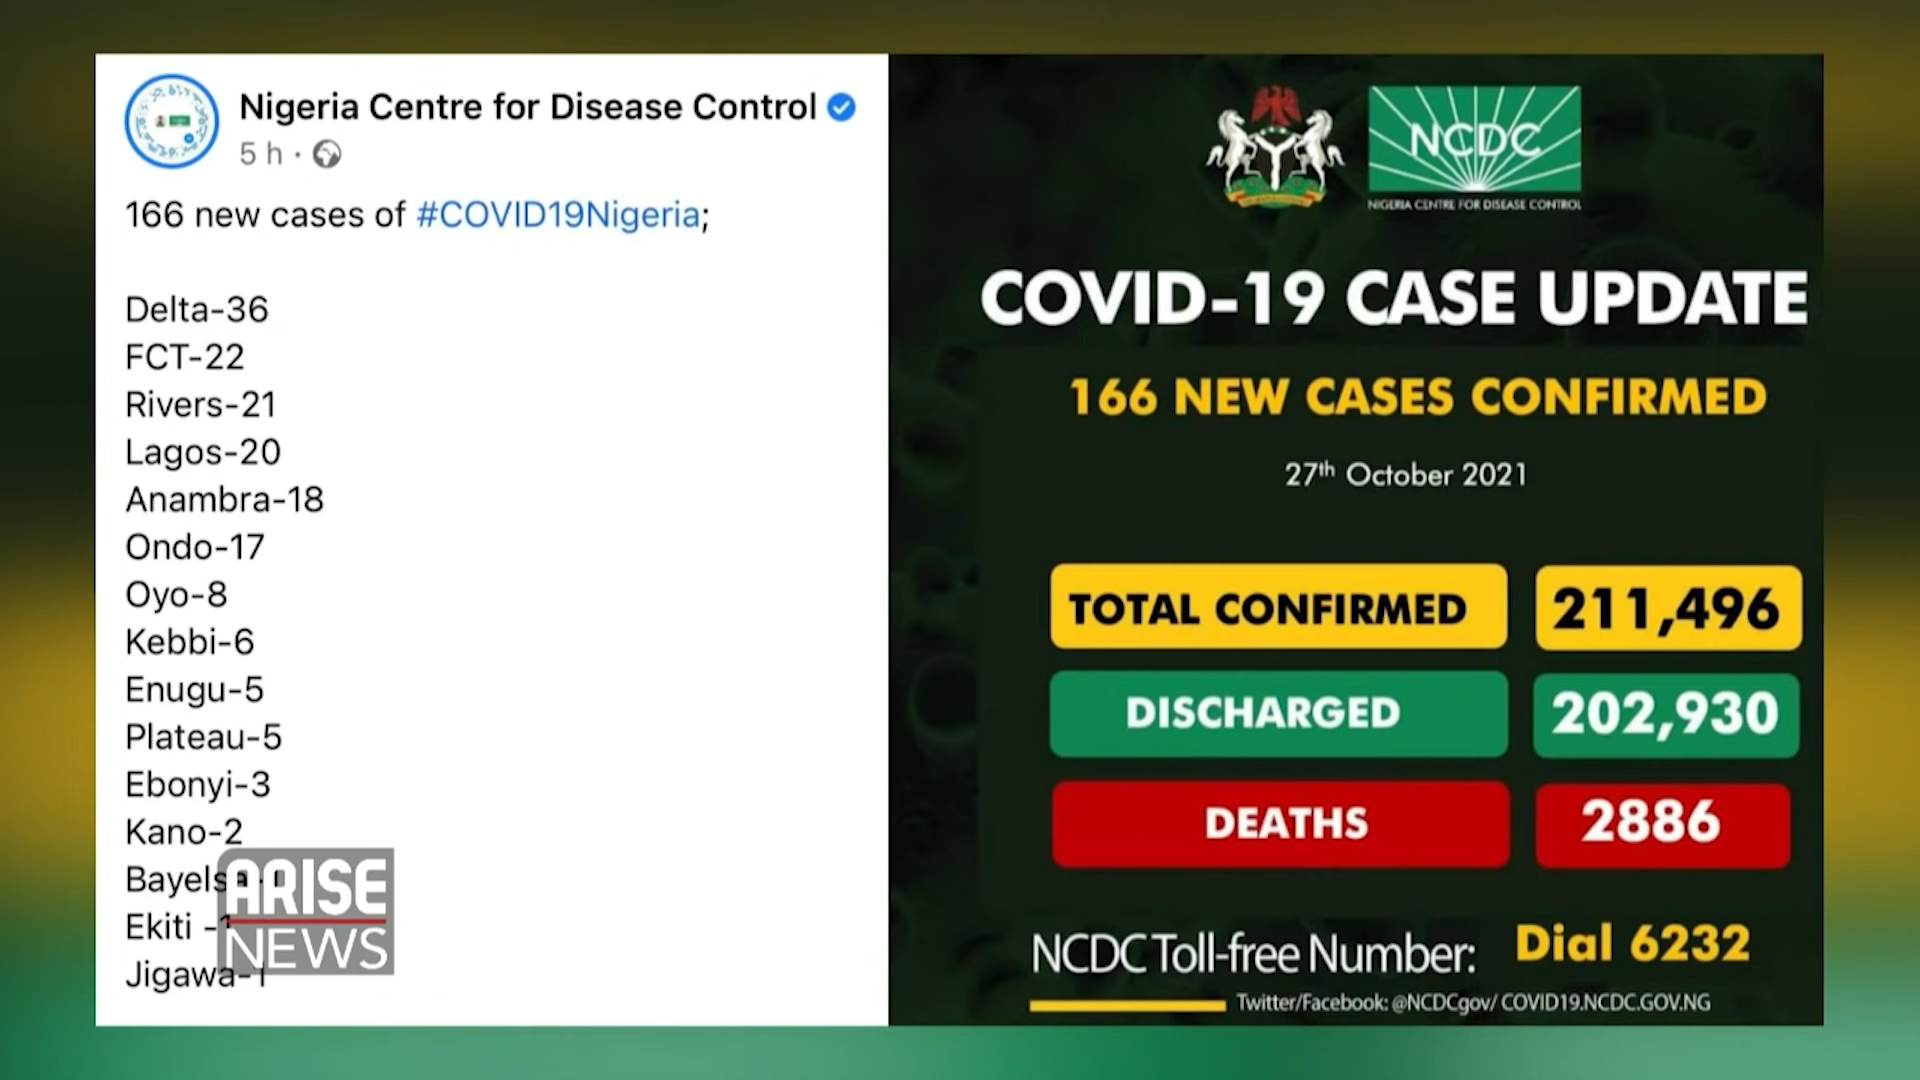 Nigeria Centre for Disease Control
5 h ·
166 new cases of #COVID19Nigeria;
Delta-36
FCT-22
Rivers-21
Lagos-20
Anambra-18
Ondo-17
Oyo-8
Kebbi-6
Enugu-5
Plateau-5
Ebonyi-3
Kano-2
Ekiti -1
Jigawa-1
ARISE
NEWS
NCDC
NIGERIA CENTRE FOR DISEASE CONTROL
COVID-19 CASE UPDATE
166 NEW CASES CONFIRMED
27th October 2021
TOTAL CONFIRMED 211,496
DISCHARGED 202,930
DEATHS 2886
NCDC Toll-free Number: Dial 6232
Twitter/Facebook: @NCDCgov/ COVID19.NCDC.GOV.NG